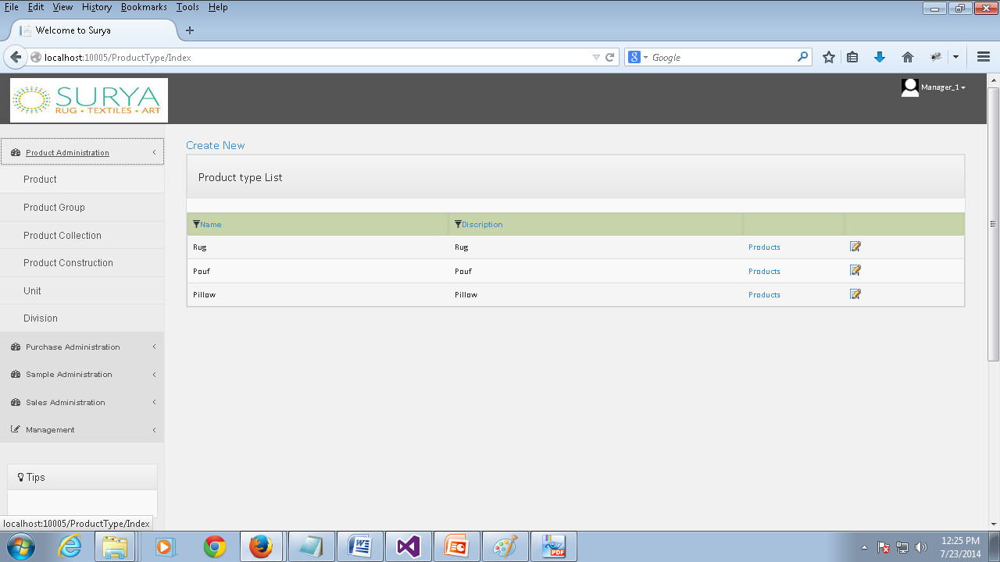 File Edit View History Bookmarks Tools Help
Welcome to Surya
localhost:10005/ProductType/Index
Google
SURYA
RUG • TEXTILES • ART
Manager_1
Product Administration
Product
Product Group
Product Collection
Product Construction
Unit
Division
Purchase Administration
Sample Administration
Sales Administration
Management
Tips
Create New
Product type List
Name Discription
Rug Rug Products
Pouf Pouf Products
Pillow Pillow Products
localhost:10005/ProductType/Index
PDF
12:25 PM
7/23/2014